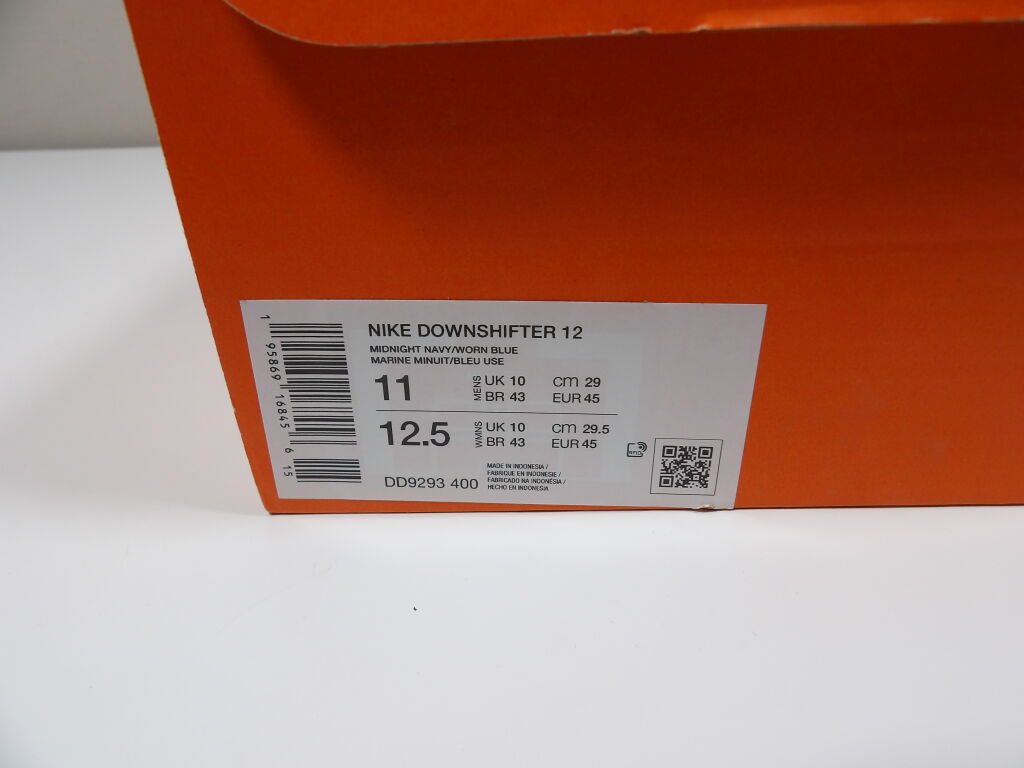 NIKE DOWNSHIFTER 12
MIDNIGHT NAVY/WORN BLUE
MARINE MINUIT/BLEU USE
11 MENS UK 10 cm 29
BR 43 EUR 45
12.5 WMNS UK 10 cm 29.5
BR 43 EUR 45
DD9293 400
MADE IN INDONESIA /
FABRIQUE EN INDONESIE /
FABRICADO NA INDONÉSIA /
HECHO EN INDONESIA
RFID
1 95869 16845 6 15